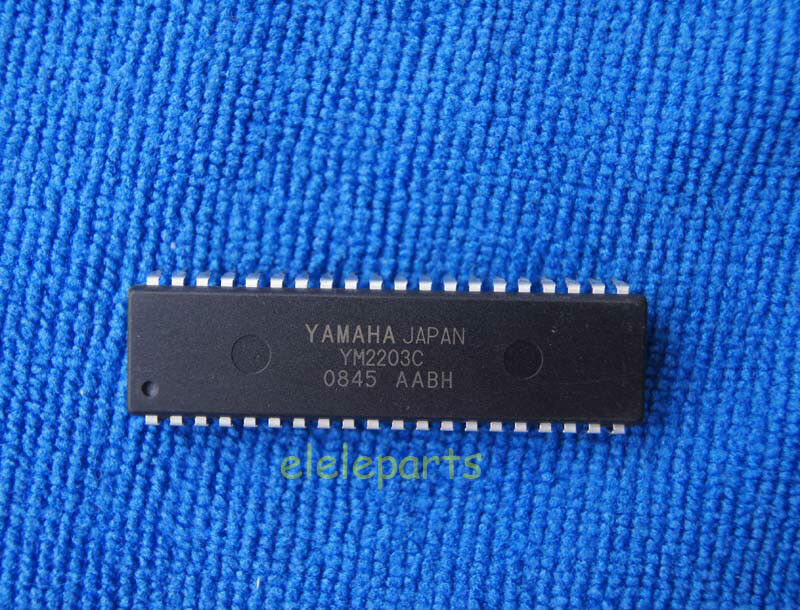 YAMAHA JAPAN
YM2203C
0845 AABH
eleleparts